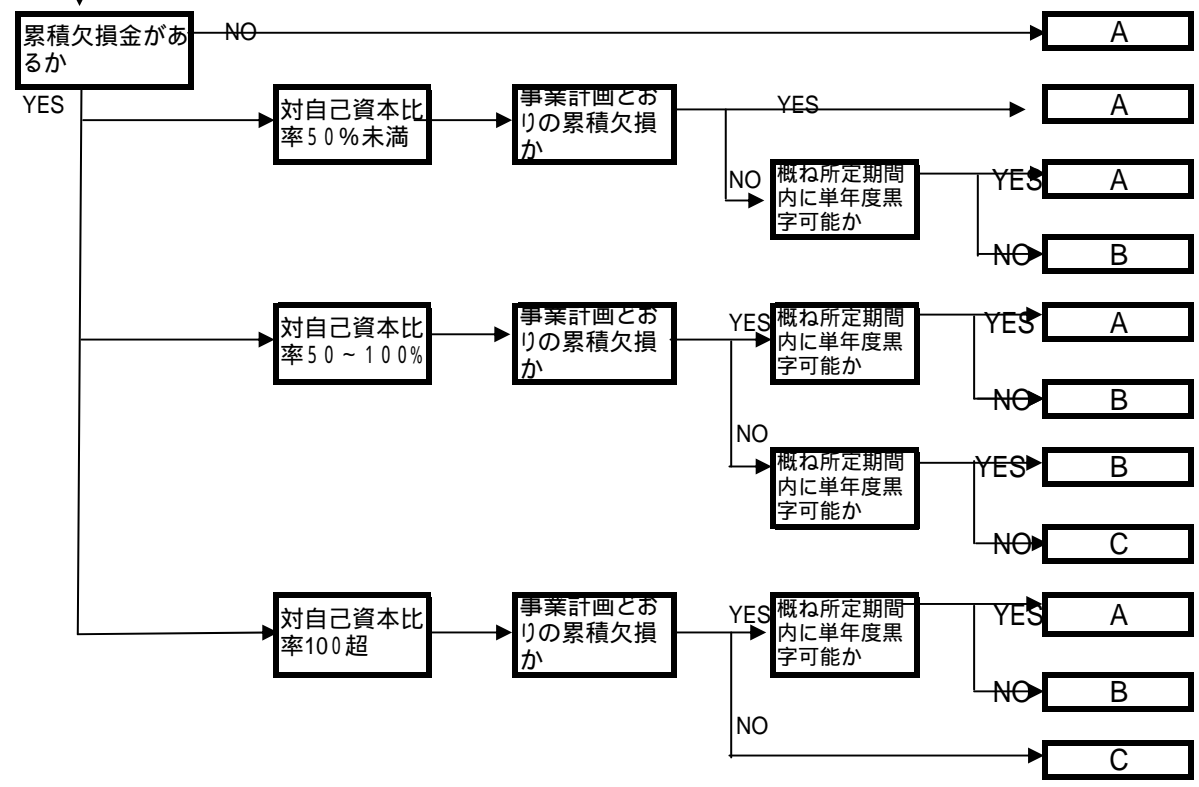 累積欠損金があ
るか
NO
A
YES
対自己資本比
率50%未満
事業計画とお
りの累積欠損
か
YES
A
NO
概ね所定期間
内に単年度黒
字可能か
YES
A
NO
B
対自己資本比
率50~100%
事業計画とお
りの累積欠損
か
YES
概ね所定期間
内に単年度黒
字可能か
YES
A
NO
B
NO
概ね所定期間
内に単年度黒
字可能か
YES
B
NO
C
対自己資本比
率100超
事業計画とお
りの累積欠損
か
YES
概ね所定期間
内に単年度黒
字可能か
YES
A
NO
B
NO
C